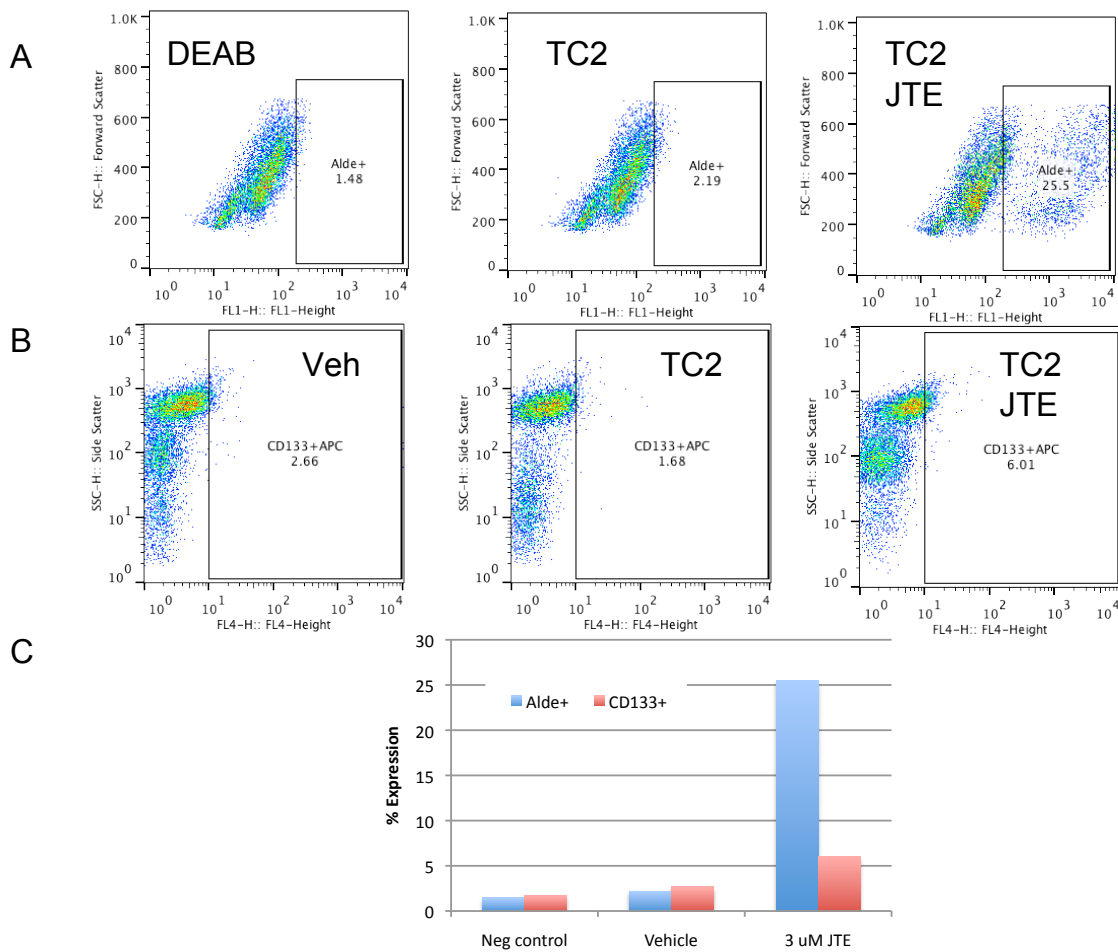 A
DEAB
1.0K
800
600
400
200
0
FSC-H:: Forward Scatter
Alde+
1.48
10^0 10^1 10^2 10^3 10^4
FL1-H:: FL1-Height
TC2
1.0K
800
600
400
200
0
FSC-H:: Forward Scatter
Alde+
2.19
10^0 10^1 10^2 10^3 10^4
FL1-H:: FL1-Height
TC2
JTE
1.0K
800
600
400
200
0
FSC-H:: Forward Scatter
Alde+
25.5
10^0 10^1 10^2 10^3 10^4
FL1-H:: FL1-Height
B
Veh
10^4
10^3
10^2
10^1
10^0
SSC-H:: Side Scatter
CD133+APC
2.66
10^0 10^1 10^2 10^3 10^4
FL4-H:: FL4-Height
TC2
10^4
10^3
10^2
10^1
10^0
SSC-H:: Side Scatter
CD133+APC
1.68
10^0 10^1 10^2 10^3 10^4
FL4-H:: FL4-Height
TC2
JTE
10^4
10^3
10^2
10^1
10^0
SSC-H:: Side Scatter
CD133+APC
6.01
10^0 10^1 10^2 10^3 10^4
FL4-H:: FL4-Height
C
30
25
20
15
10
5
0
% Expression
Alde+ CD133+
Neg control Vehicle 3 uM JTE